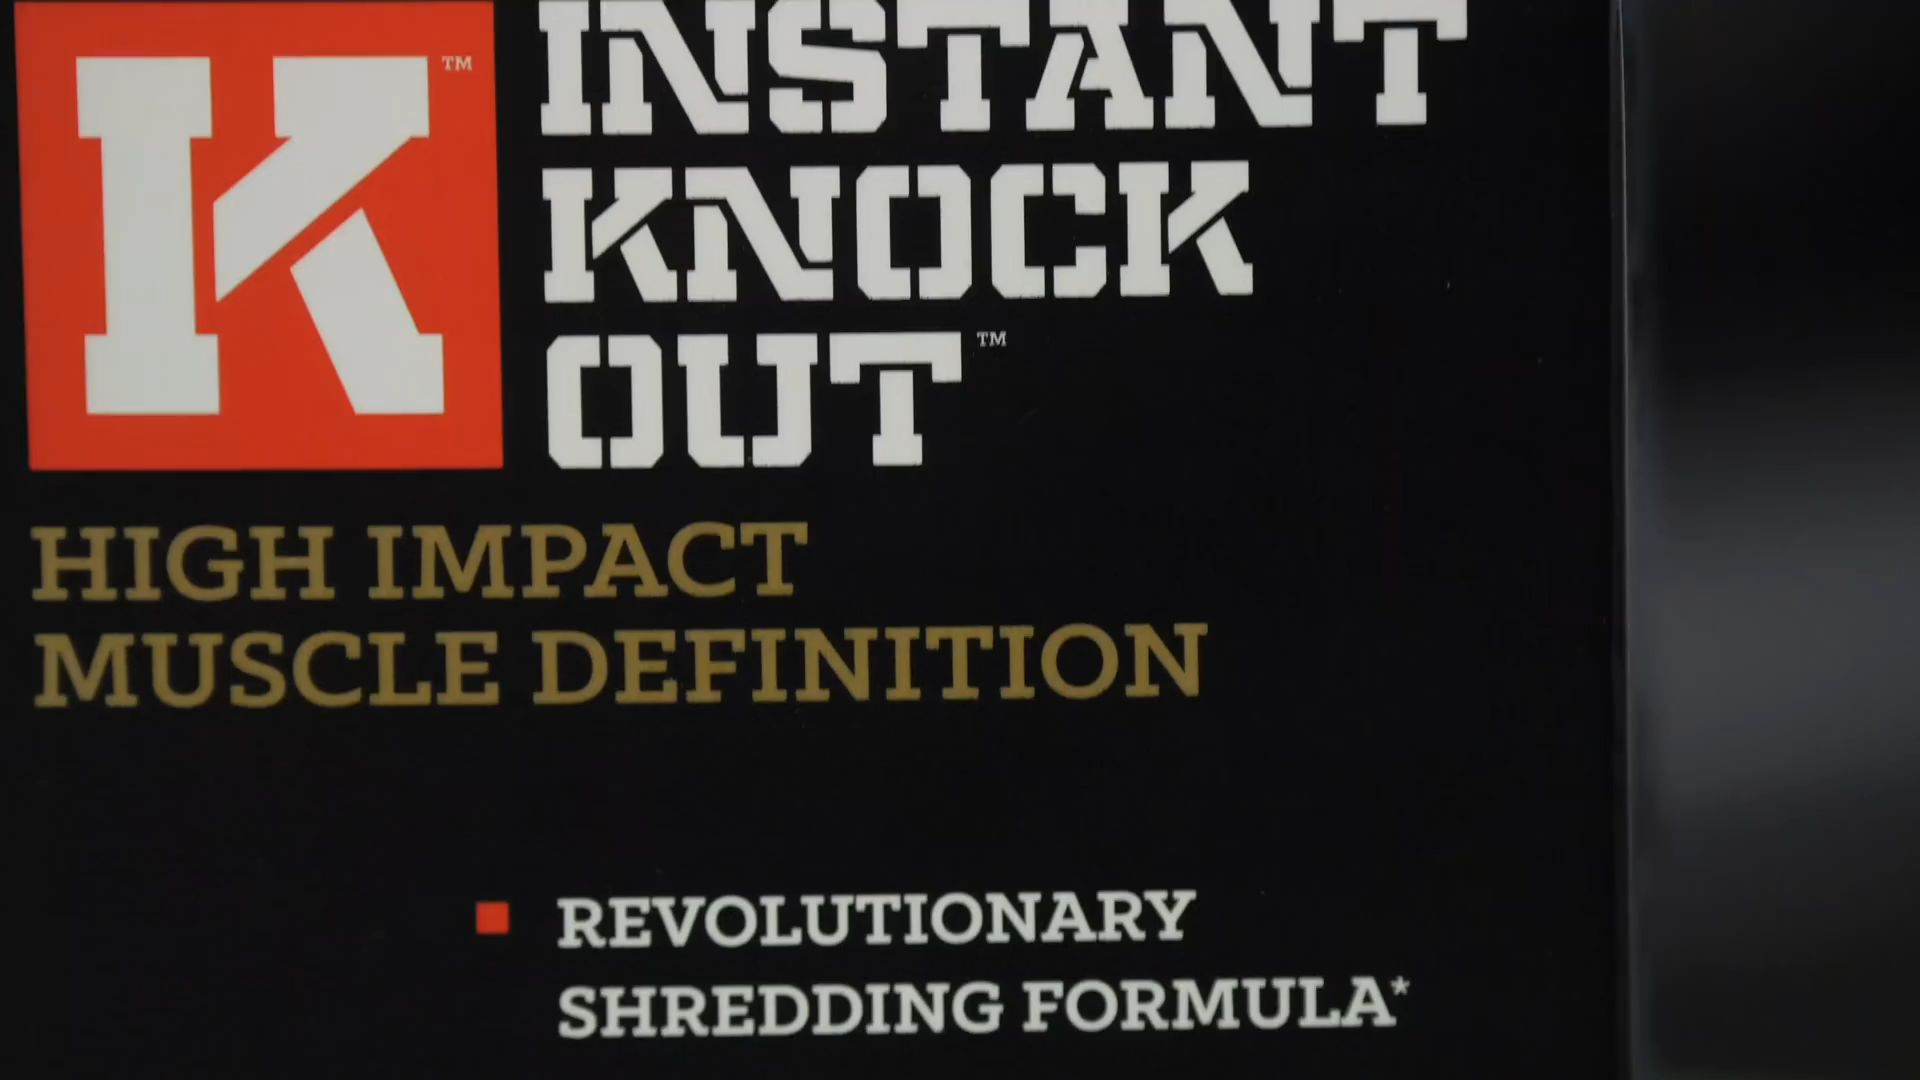 K™
INSTANT
KNOCK
OUT™
HIGH IMPACT
MUSCLE DEFINITION
REVOLUTIONARY
SHREDDING FORMULA*